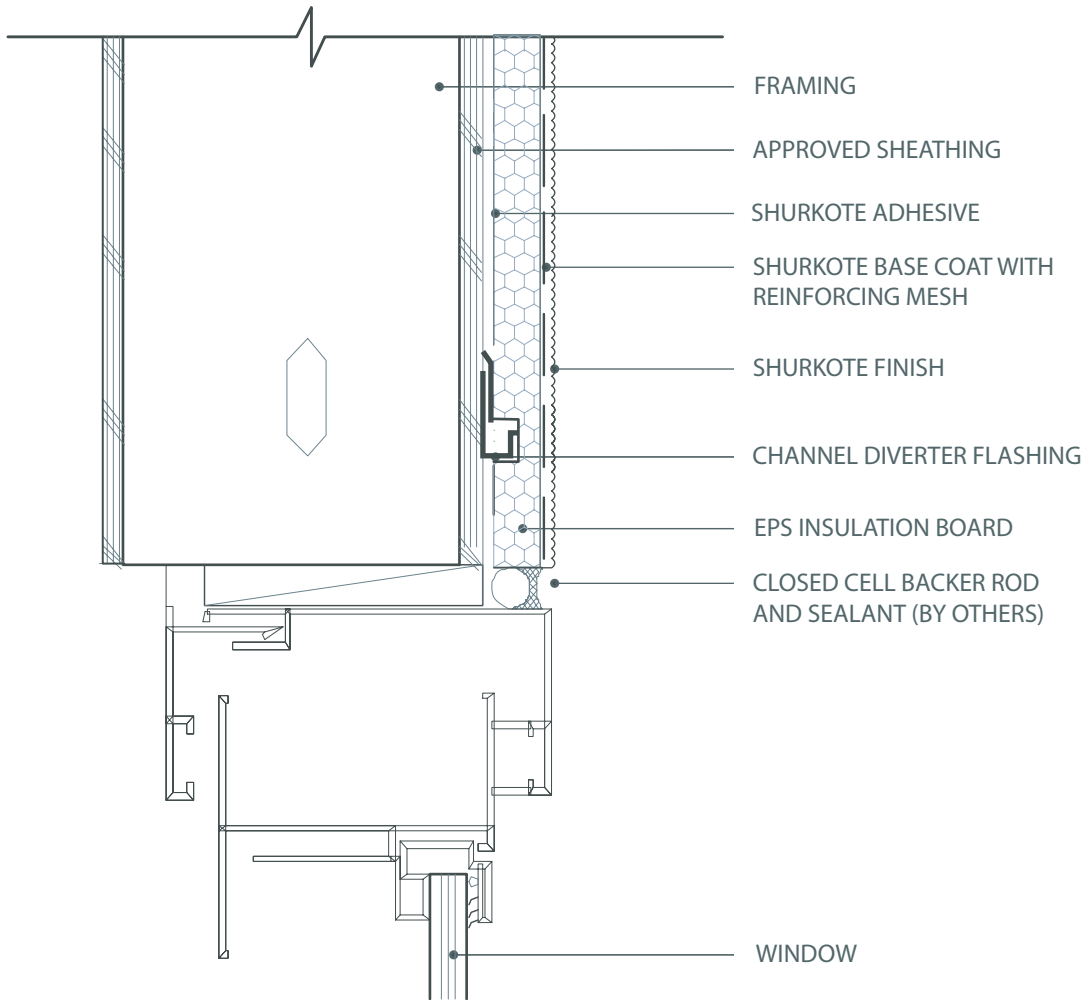 FRAMING
APPROVED SHEATHING
SHURKOTE ADHESIVE
SHURKOTE BASE COAT WITH
REINFORCING MESH
SHURKOTE FINISH
CHANNEL DIVERTER FLASHING
EPS INSULATION BOARD
CLOSED CELL BACKER ROD
AND SEALANT (BY OTHERS)
WINDOW